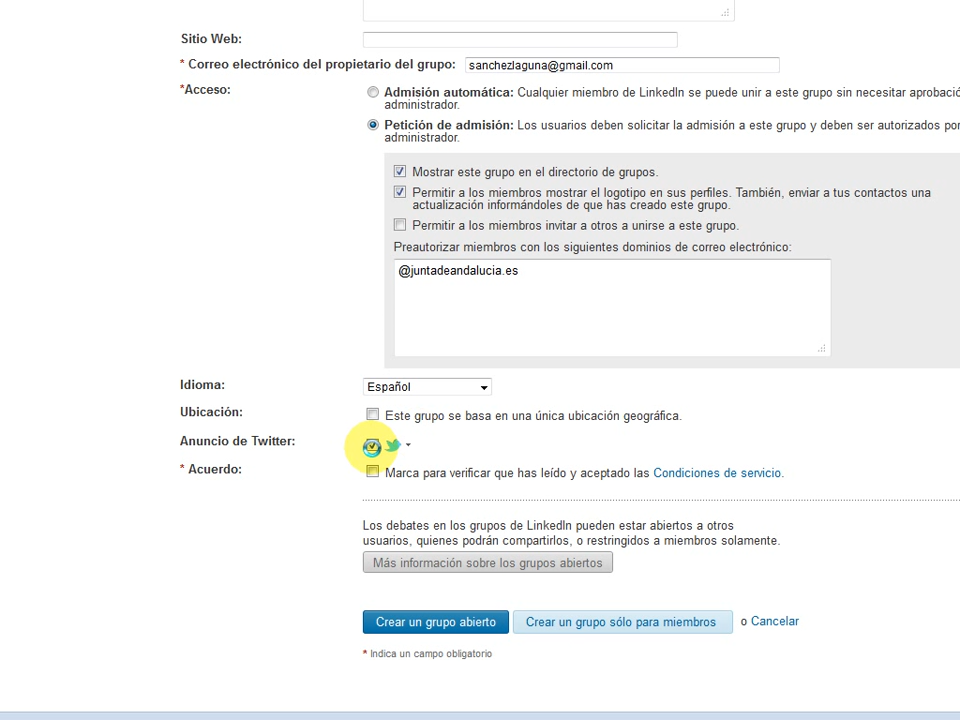 Sitio Web:
* Correo electrónico del propietario del grupo: sanchezlaguna@gmail.com
*Acceso:
Admisión automática: Cualquier miembro de LinkedIn se puede unir a este grupo sin necesitar
administrador.
Petición de admisión: Los usuarios deben solicitar la admisión a este grupo y deben ser autorizados
administrador.
Mostrar este grupo en el directorio de grupos.
Permitir a los miembros mostrar el logotipo en sus perfiles. También, enviar a tus contactos una
actualización informándoles de que has creado este grupo.
Permitir a los miembros invitar a otros a unirse a este grupo.
Preautorizar miembros con los siguientes dominios de correo electrónico:
@juntadeandalucia.es
Idioma: Español
Ubicación: Este grupo se basa en una única ubicación geográfica.
Anuncio de Twitter:
* Acuerdo: Marca para verificar que has leído y aceptado las Condiciones de servicio.
Los debates en los grupos de LinkedIn pueden estar abiertos a otros
usuarios, quienes podrán compartirlos, o restringidos a miembros solamente.
Más información sobre los grupos abiertos
Crear un grupo abierto Crear un grupo sólo para miembros o Cancelar
* Indica un campo obligatorio